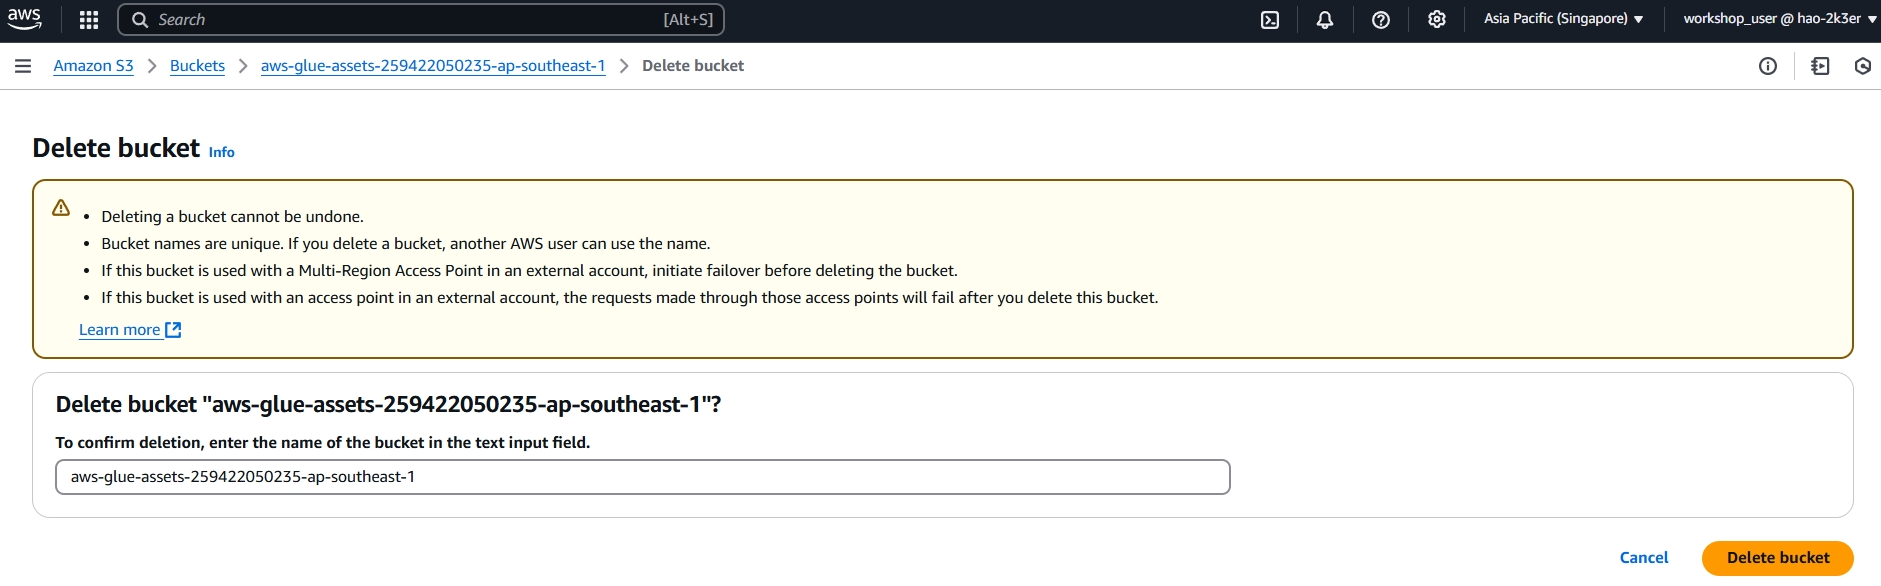 aws
Search [Alt+S]
Asia Pacific (Singapore)
workshop_user @ hao-2k3er
Amazon S3 Buckets aws-glue-assets-259422050235-ap-southeast-1 Delete bucket
Delete bucket Info
Deleting a bucket cannot be undone.
Bucket names are unique. If you delete a bucket, another AWS user can use the name.
If this bucket is used with a Multi-Region Access Point in an external account, initiate failover before deleting the bucket.
If this bucket is used with an access point in an external account, the requests made through those access points will fail after you delete this bucket.
Learn more
Delete bucket "aws-glue-assets-259422050235-ap-southeast-1"?
To confirm deletion, enter the name of the bucket in the text input field.
aws-glue-assets-259422050235-ap-southeast-1
Cancel
Delete bucket